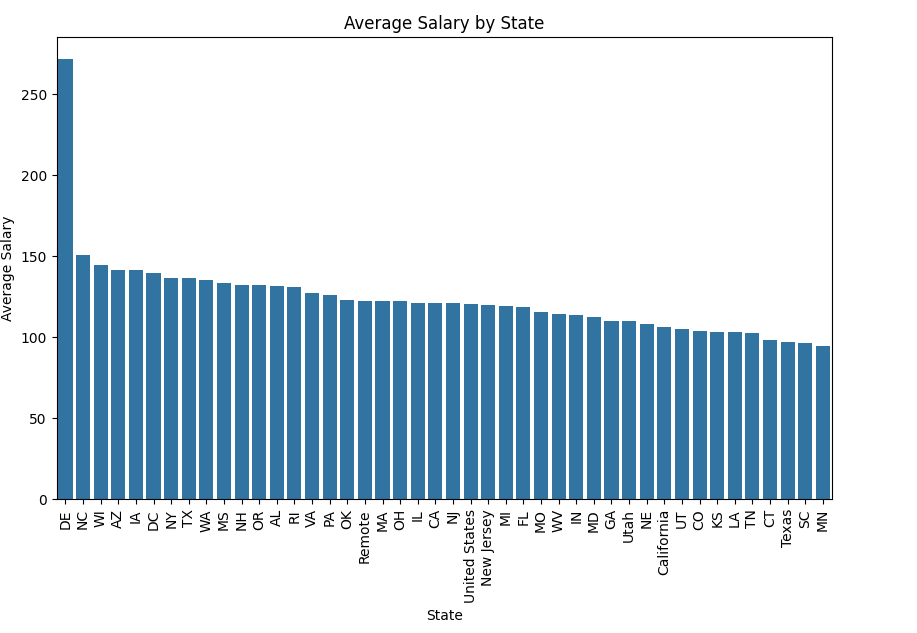 Average Salary by State
Average Salary
250
200
150
100
50
0
DE
NC
WI
AZ
IA
DC
NY
TX
WA
MS
NH
OR
AL
RI
VA
PA
OK
Remote
MA
OH
IL
CA
NJ
United States
New Jersey
MI
FL
MO
WV
IN
MD
GA
Utah
NE
California
UT
CO
KS
LA
TN
CT
Texas
SC
MN
State